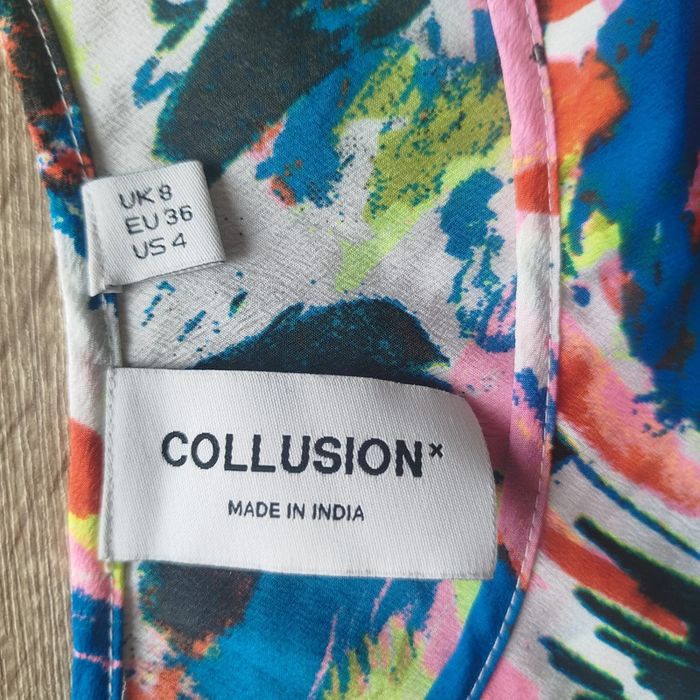 UK 8
EU 36
US 4
COLLUSION×
MADE IN INDIA